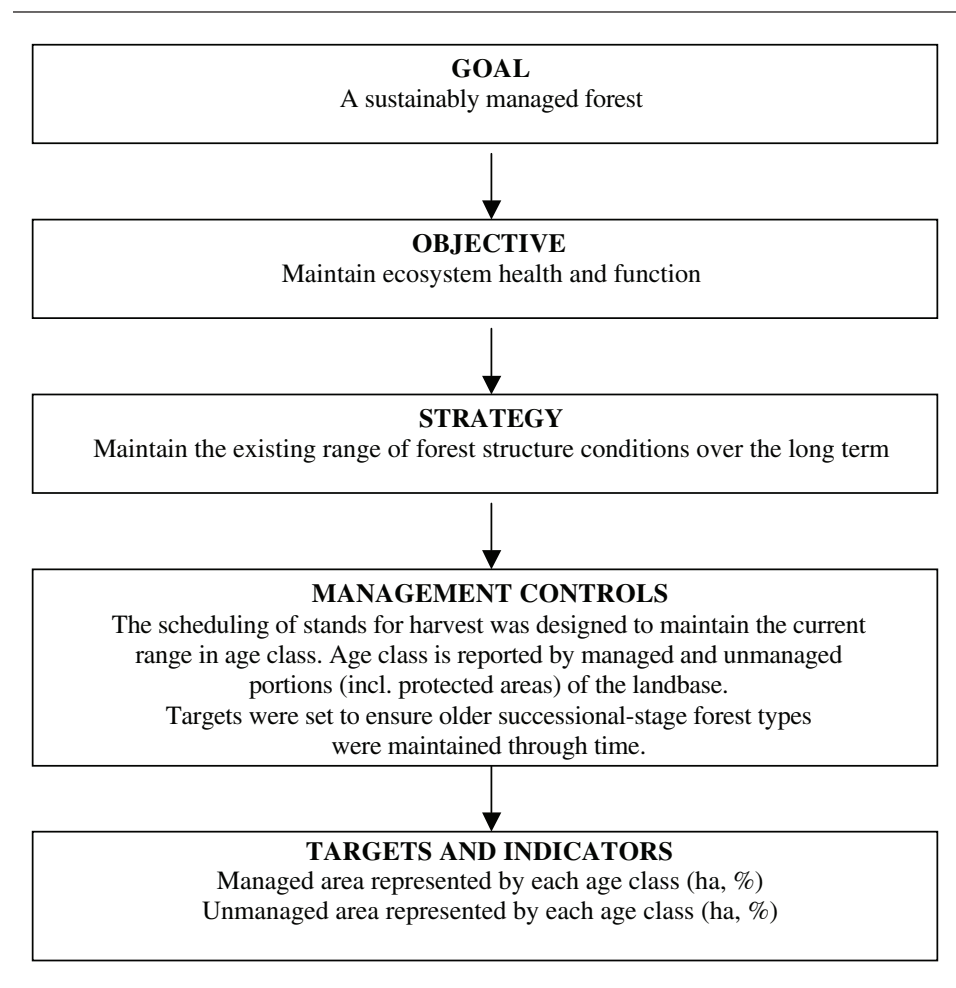 GOAL
A sustainably managed forest
OBJECTIVE
Maintain ecosystem health and function
STRATEGY
Maintain the existing range of forest structure conditions over the long term
MANAGEMENT CONTROLS
The scheduling of stands for harvest was designed to maintain the current
range in age class. Age class is reported by managed and unmanaged
portions (incl. protected areas) of the landbase.
Targets were set to ensure older successional-stage forest types
were maintained through time.
TARGETS AND INDICATORS
Managed area represented by each age class (ha, %)
Unmanaged area represented by each age class (ha, %)